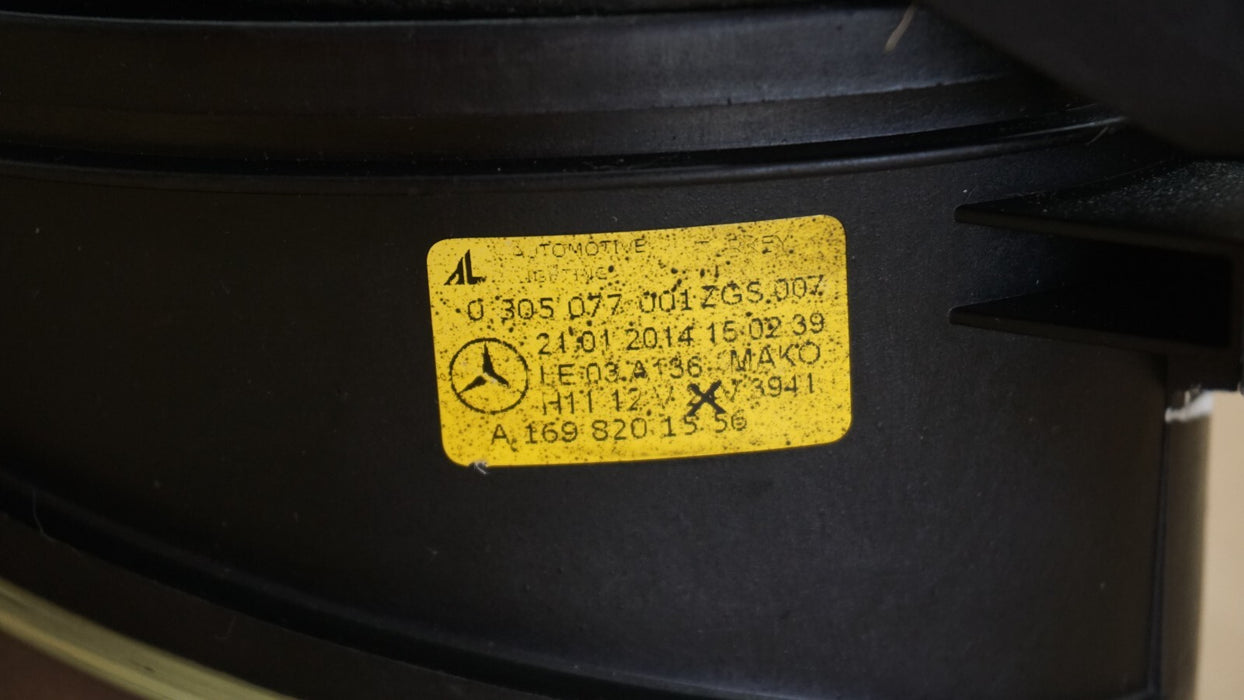 AL AUTOMOTIVE
LIGHTING
0 305 077 001 ZGS 007
21.01 2014 15:02:39
LE 03 A136 MAKO
H11 12 V V 3941
A 169 820 15 56